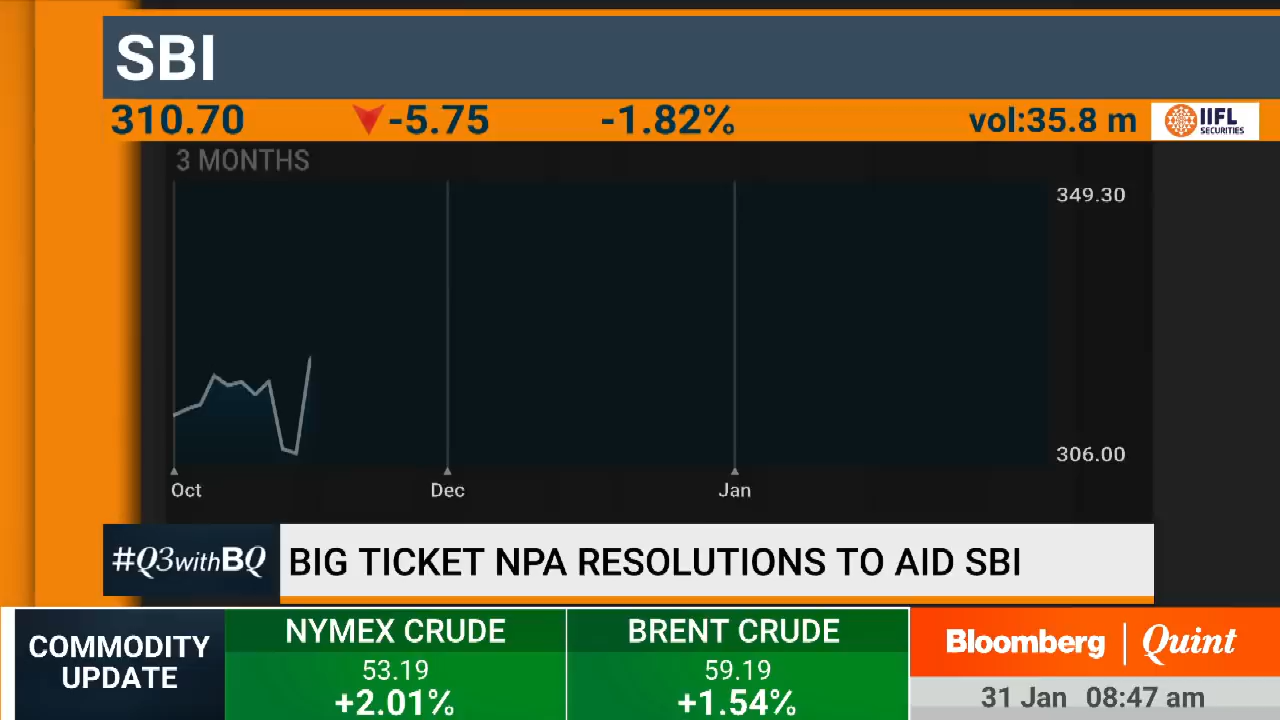 SBI
310.70 -5.75 -1.82% vol:35.8 m IIFL SECURITIES
3 MONTHS
349.30
306.00
Oct Dec Jan
#Q3withBQ BIG TICKET NPA RESOLUTIONS TO AID SBI
COMMODITY UPDATE
NYMEX CRUDE
53.19
+2.01%
BRENT CRUDE
59.19
+1.54%
Bloomberg | Quint
31 Jan 08:47 am